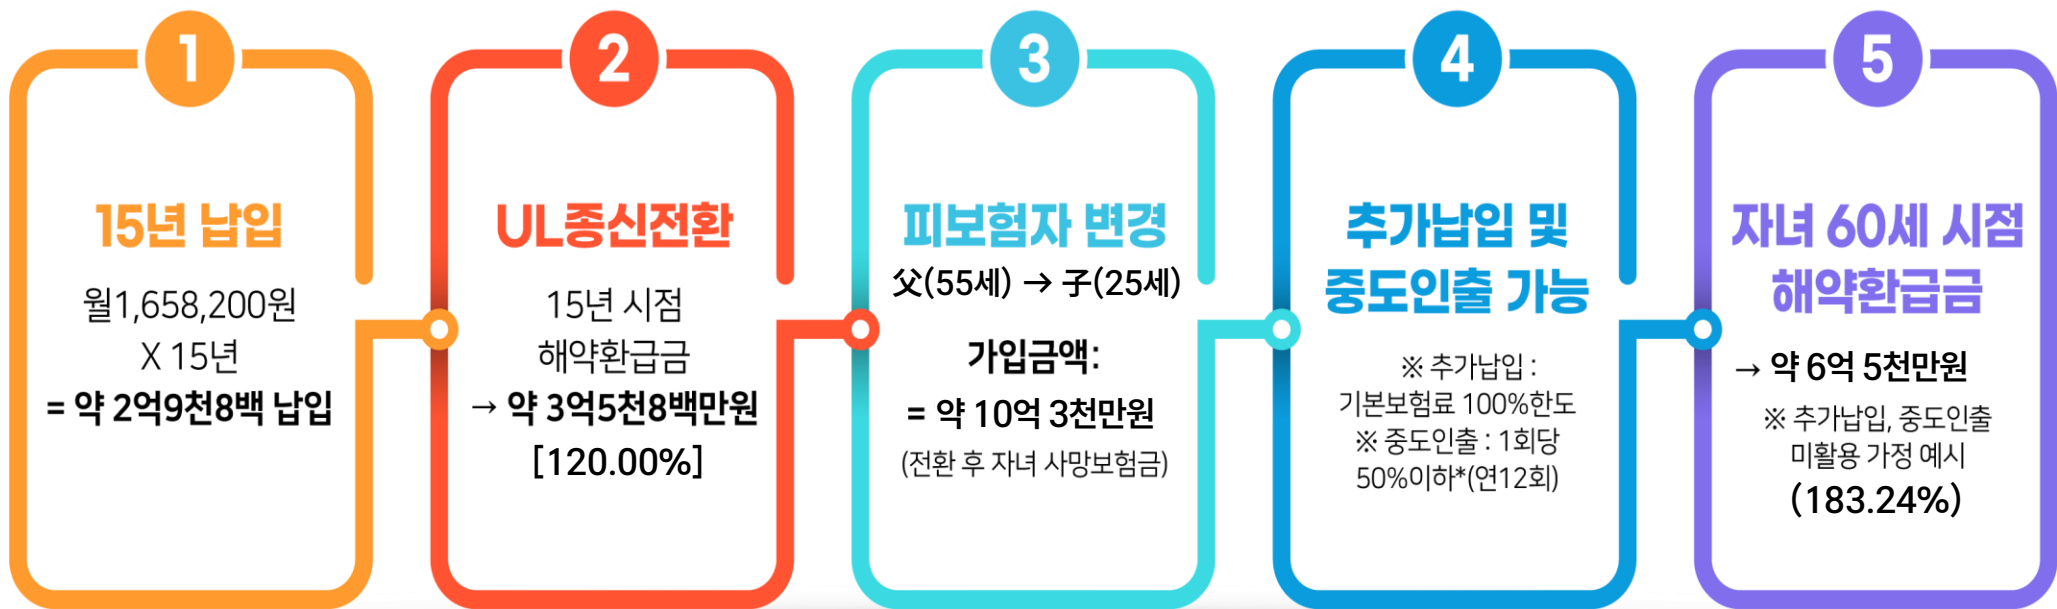 1
15년 납입
월1,658,200원
X 15년
= 약 2억9천8백 납입
2
UL종신전환
15년 시점
해약환급금
→ 약 3억5천8백만원
[120.00%]
3
피보험자 변경
父(55세) → 子(25세)
가입금액:
= 약 10억 3천만원
(전환 후 자녀 사망보험금)
4
추가납입 및
중도인출 가능
※ 추가납입 :
기본보험료 100%한도
※ 중도인출 : 1회당
50%이하*(연12회)
5
자녀 60세 시점
해약환급금
→ 약 6억 5천만원
※ 추가납입, 중도인출
미활용 가정 예시
(183.24%)